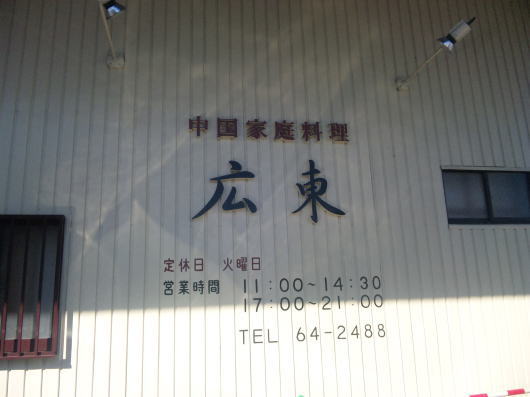 中国家庭料理
広東
定休日 火曜日
営業時間 11:00~14:30
17:00~21:00
TEL 64-2488